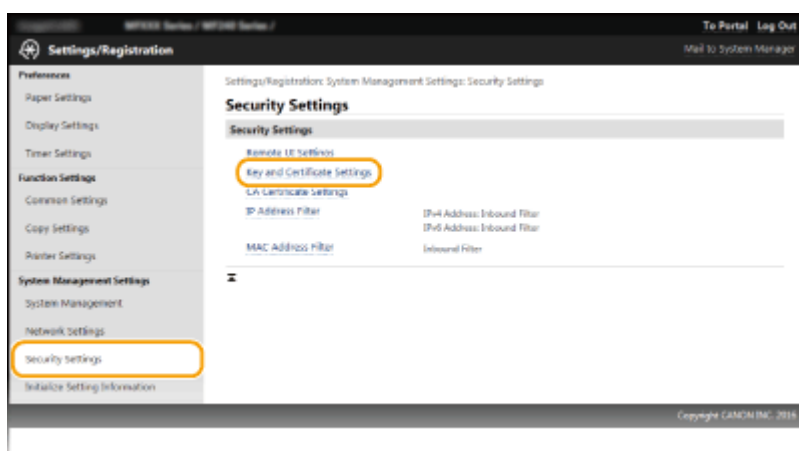 MF240 Series /
To Portal Log Out
Settings/Registration
Mail to System Manager
Preferences
Paper Settings
Display Settings
Timer Settings
Function Settings
Common Settings
Copy Settings
Printer Settings
System Management Settings
System Management
Network Settings
Security Settings
Initialize Setting Information
Settings/Registration: System Management Settings: Security Settings
Security Settings
Security Settings
Remote UI Settings
Key and Certificate Settings
CA Certificate Settings
IP Address Filter
IPv4 Address: Inbound Filter
IPv6 Address: Inbound Filter
MAC Address Filter
Inbound Filter
Copyright CANON INC. 2016